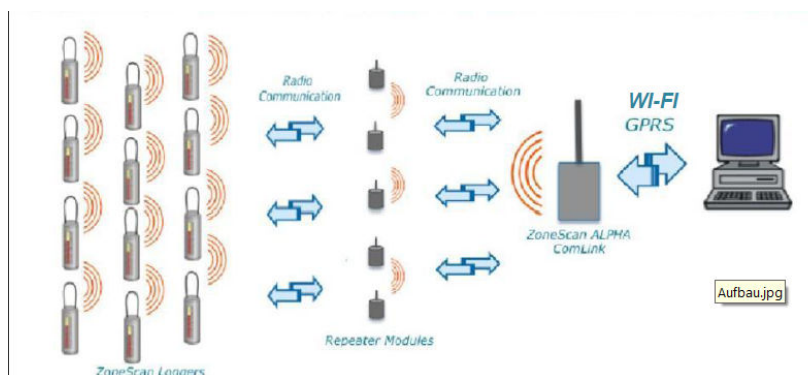 Radio
Communication
Radio
Communication
WI-FI
GPRS
ZoneScan ALPHA
ComLink
Aufbau.jpg
Repeater Modules
ZoneScan Loggers